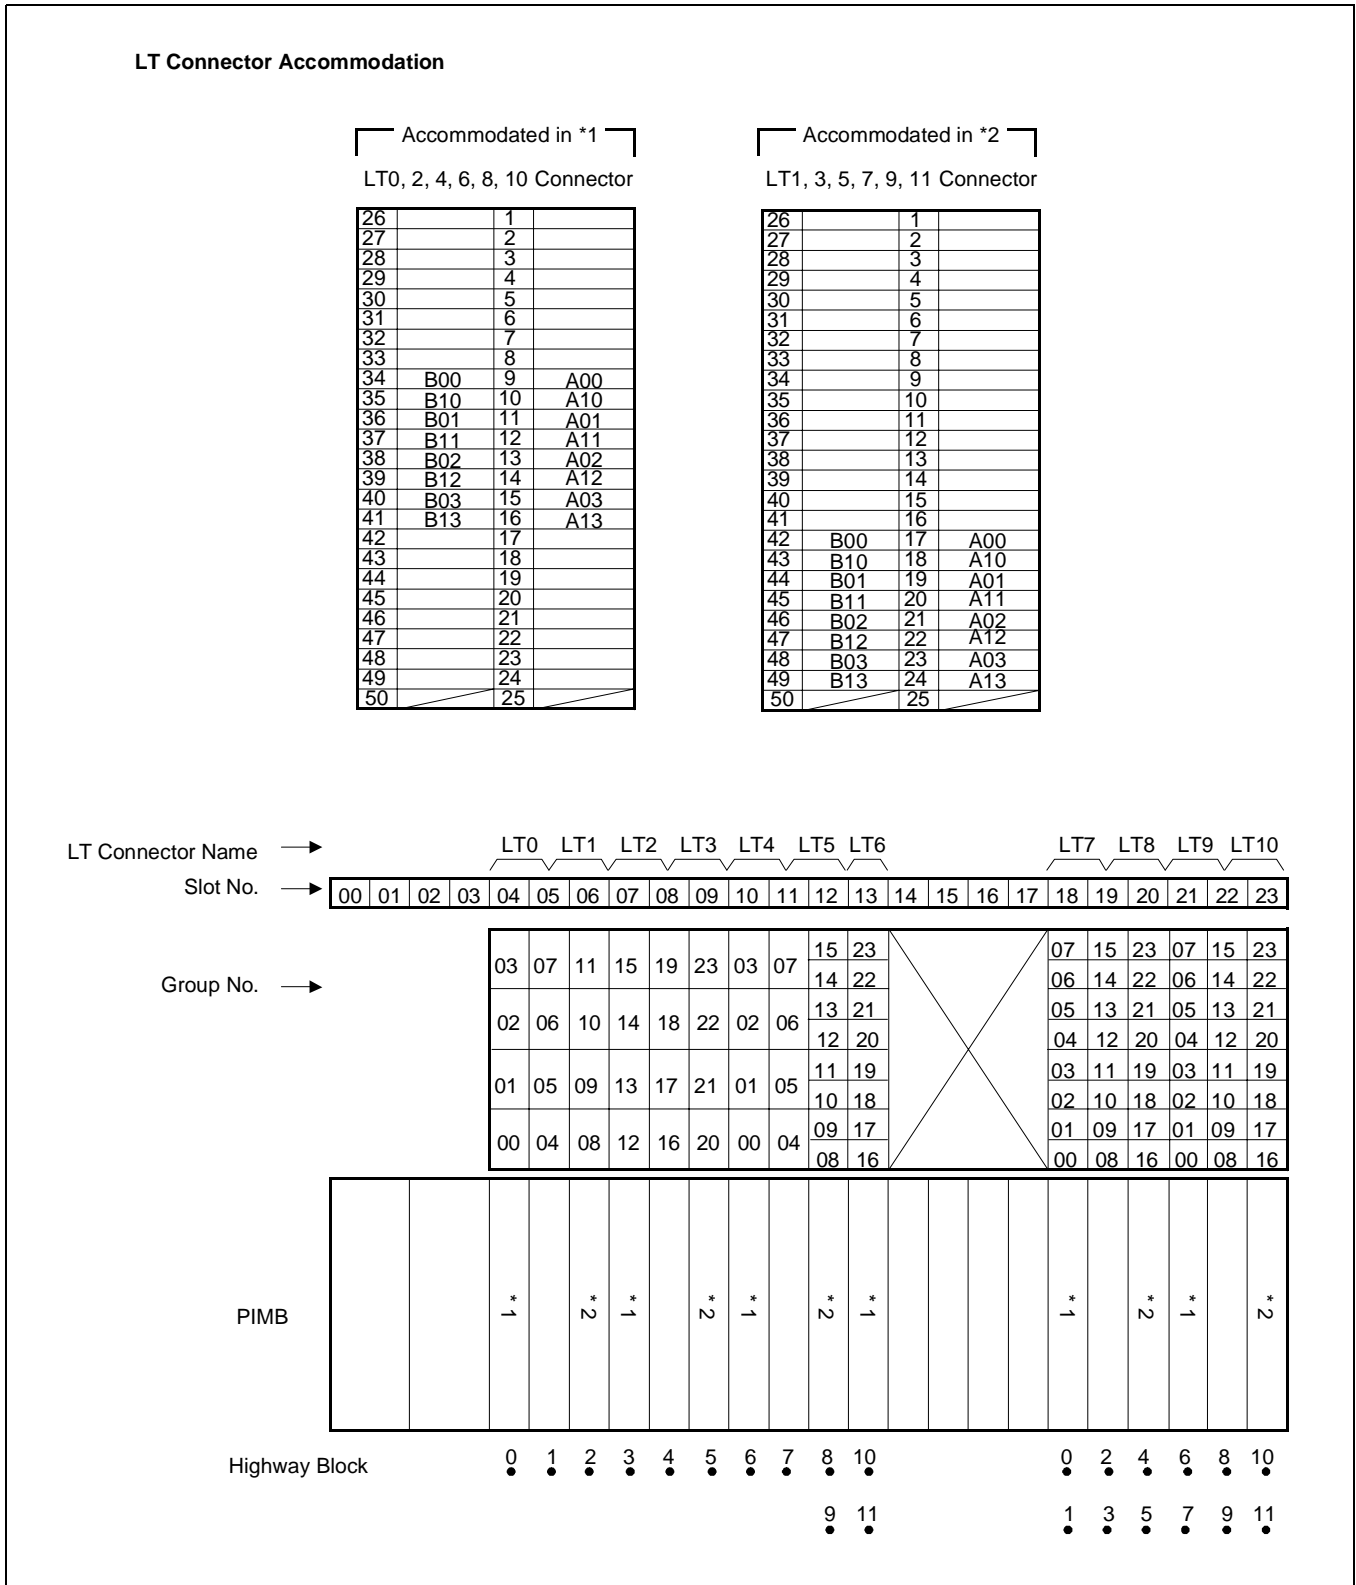 LT Connector Accommodation
Accommodated in *1 Accommodated in *2
LT0, 2, 4, 6, 8, 10 Connector LT1, 3, 5, 7, 9, 11 Connector
26 1 26 1
27 2 27 2
28 3 28 3
29 4 29 4
30 5 30 5
31 6 31 6
32 7 32 7
33 8 33 8
34 B00 9 A00 34 9
35 B10 10 A10 35 10
36 B01 11 A01 36 11
37 B11 12 A11 37 12
38 B02 13 A02 38 13
39 B12 14 A12 39 14
40 B03 15 A03 40 15
41 B13 16 A13 41 16
42 17 42 B00 17 A00
43 18 43 B10 18 A10
44 19 44 B01 19 A01
45 20 45 B11 20 A11
46 21 46 B02 21 A02
47 22 47 B12 22 A12
48 23 48 B03 23 A03
49 24 49 B13 24 A13
50 25 50 25
LT Connector Name LT0 LT1 LT2 LT3 LT4 LT5 LT6 LT7 LT8 LT9 LT10
Slot No. 00 01 02 03 04 05 06 07 08 09 10 11 12 13 14 15 16 17 18 19 20 21 22 23
Group No.
03 07 11 15 19 23 03 07 15 23 07 15 23 07 15 23
14 22 06 14 22 06 14 22
02 06 10 14 18 22 02 06 13 21 05 13 21 05 13 21
12 20 04 12 20 04 12 20
01 05 09 13 17 21 01 05 11 19 03 11 19 03 11 19
10 18 02 10 18 02 10 18
00 04 08 12 16 20 00 04 09 17 01 09 17 01 09 17
08 16 00 08 16 00 08 16
PIMB *1 *2 *1 *2 *1 *2 *1 *1 *2 *1 *2
Highway Block 0 1 2 3 4 5 6 7 8 10 0 2 4 6 8 10
9 11 1 3 5 7 9 11